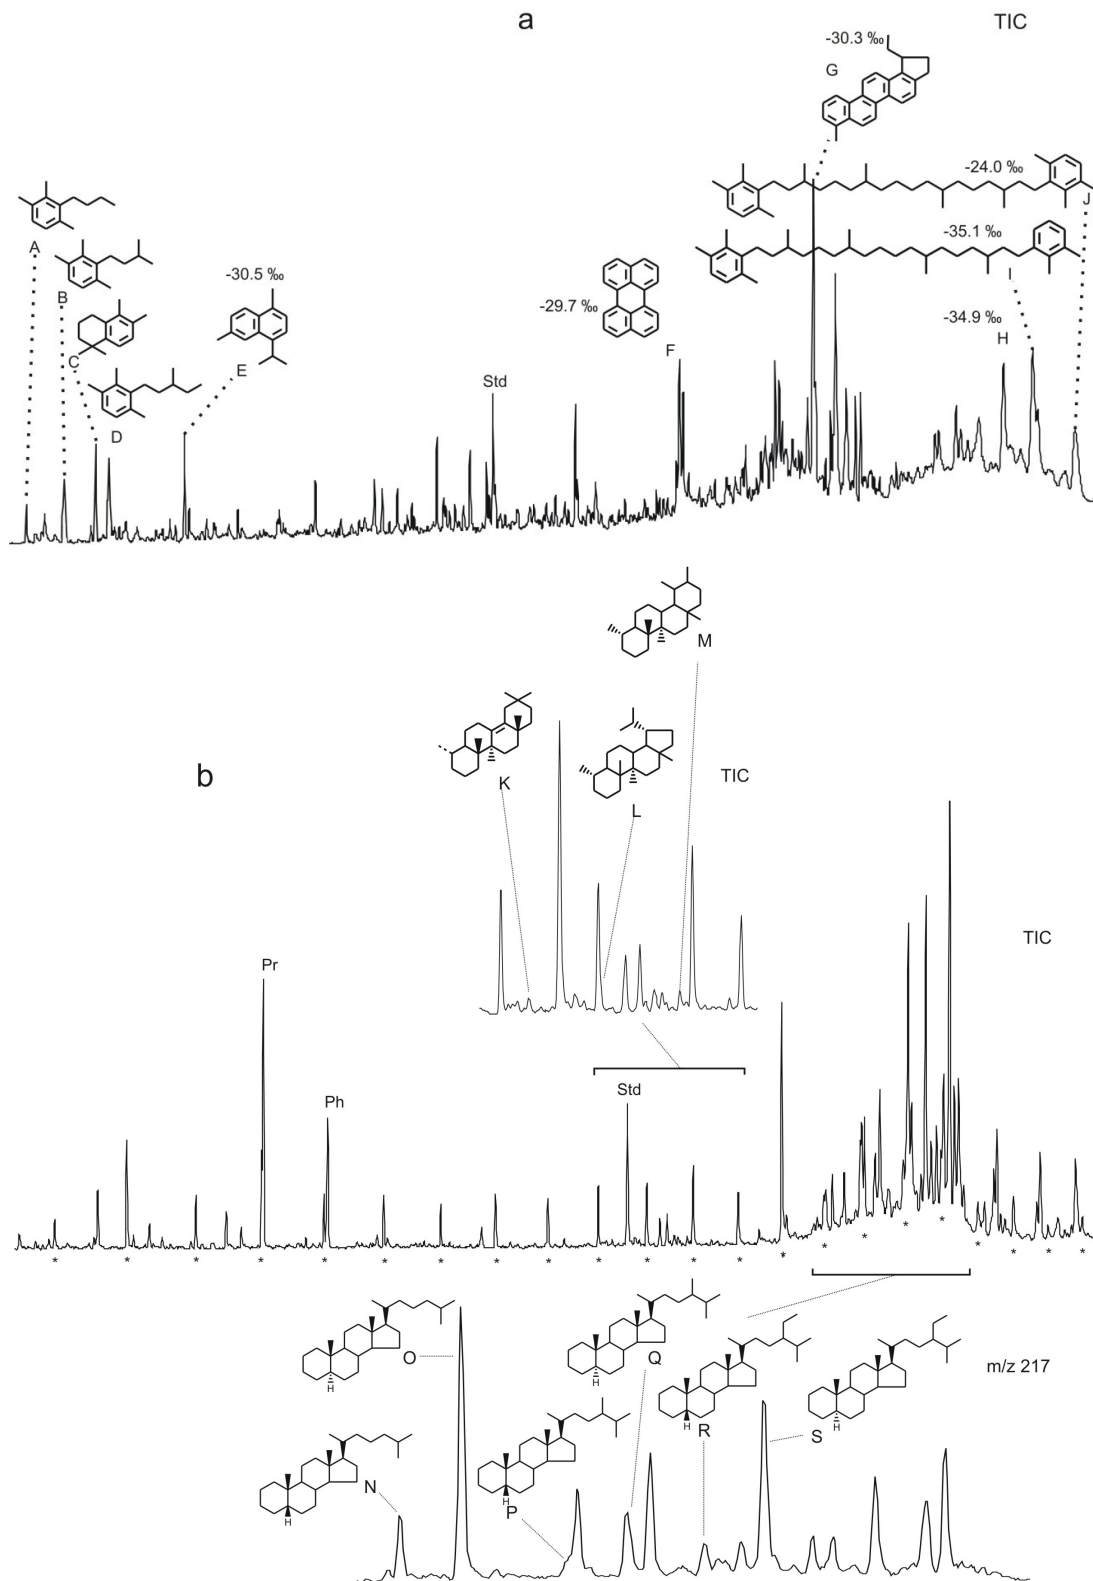 a
TIC
-30.3 ‰
G
-24.0 ‰
J
A
-35.1 ‰
-30.5 ‰
I
B
-29.7 ‰
-34.9 ‰
H
C
F
E
Std
D
M
b
K
TIC
L
TIC
Pr
Std
Ph
* * * * * * * * * * * * * * * * * * * * *
O
Q
m/z 217
R
S
N
P
H
H
H
H
H
H